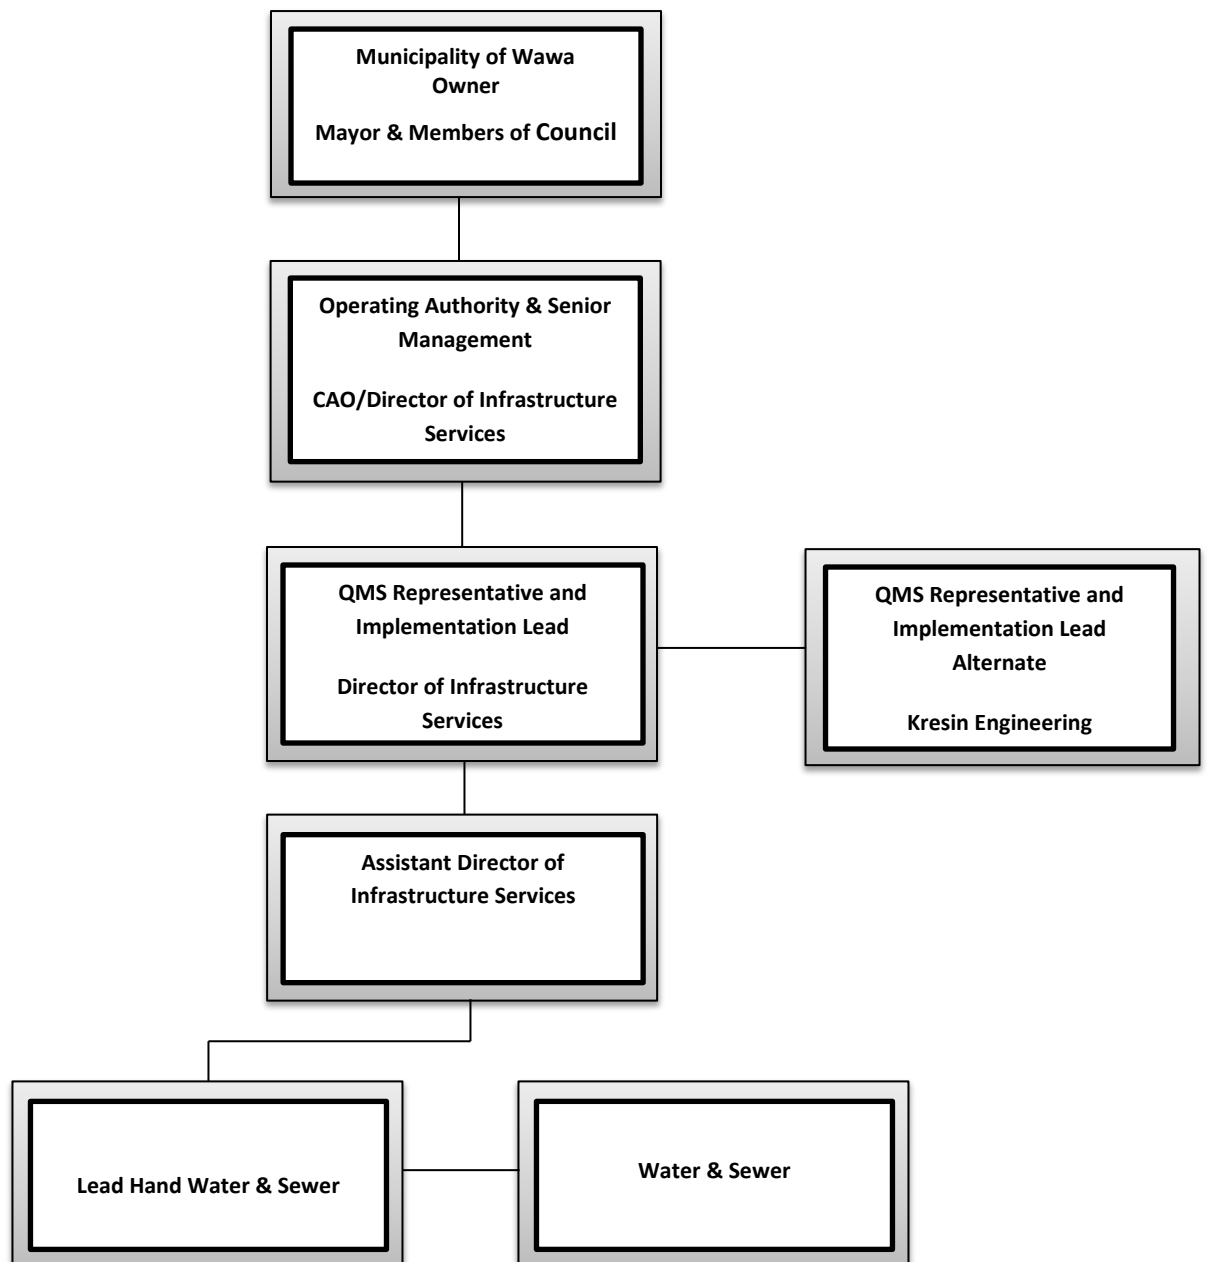 Municipality of Wawa
Owner
Mayor & Members of Council
Operating Authority & Senior
Management
CAO/Director of Infrastructure
Services
QMS Representative and
Implementation Lead
Director of Infrastructure
Services
QMS Representative and
Implementation Lead
Alternate
Kresin Engineering
Assistant Director of
Infrastructure Services
Lead Hand Water & Sewer
Water & Sewer